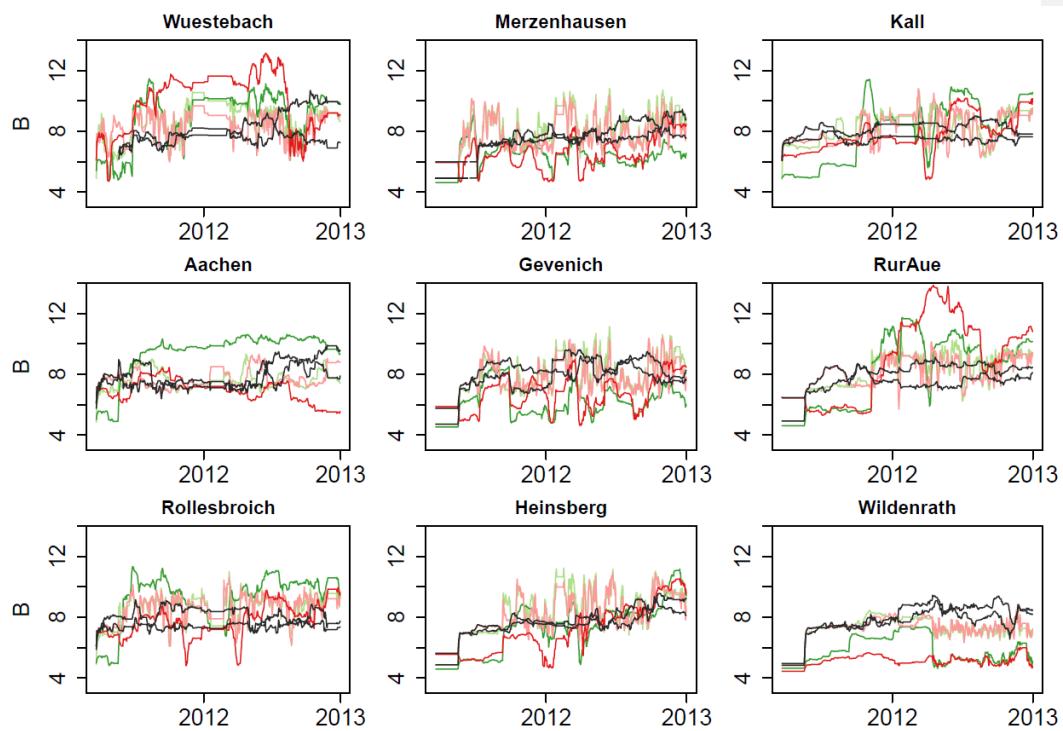 Wuestebach Merzenhausen Kall
B 4 8 12 4 8 12 4 8 12
2012 2013 2012 2013 2012 2013
Aachen Gevenich RurAue
B 4 8 12 4 8 12 4 8 12
2012 2013 2012 2013 2012 2013
Rollesbroich Heinsberg Wildenrath
B 4 8 12 4 8 12 4 8 12
2012 2013 2012 2013 2012 2013